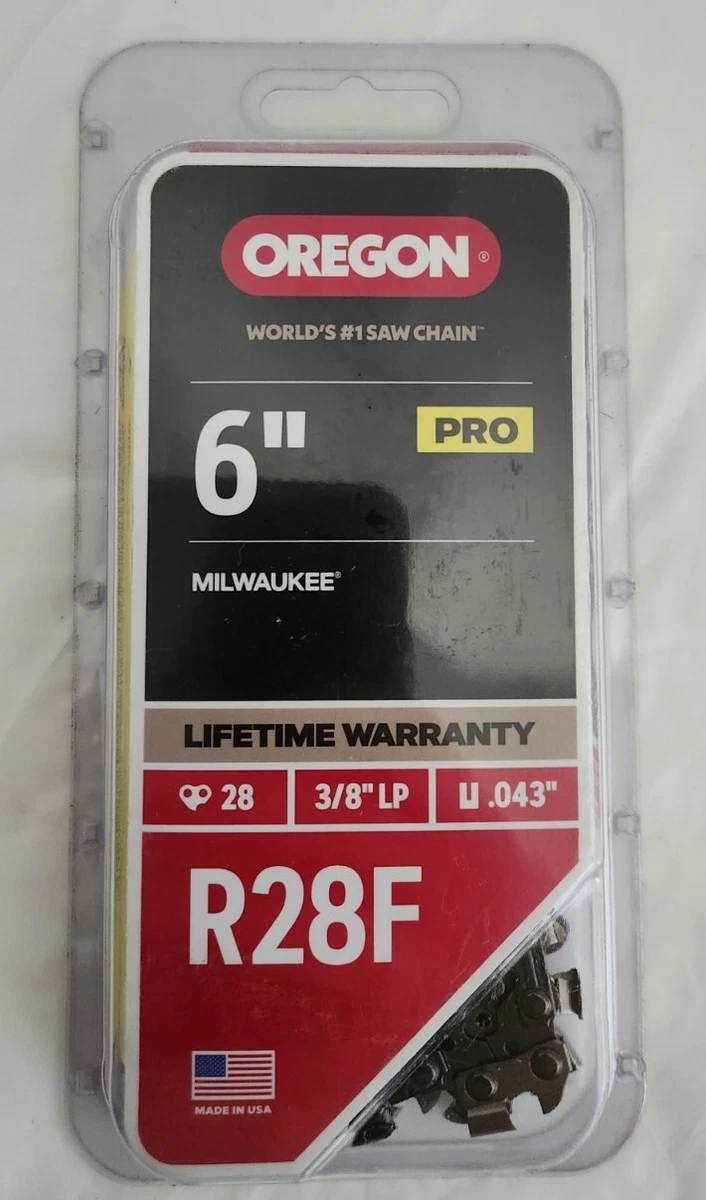 OREGON®
WORLD'S #1 SAW CHAIN™
6" PRO
MILWAUKEE®
LIFETIME WARRANTY
28 3/8" LP .043"
R28F
MADE IN USA